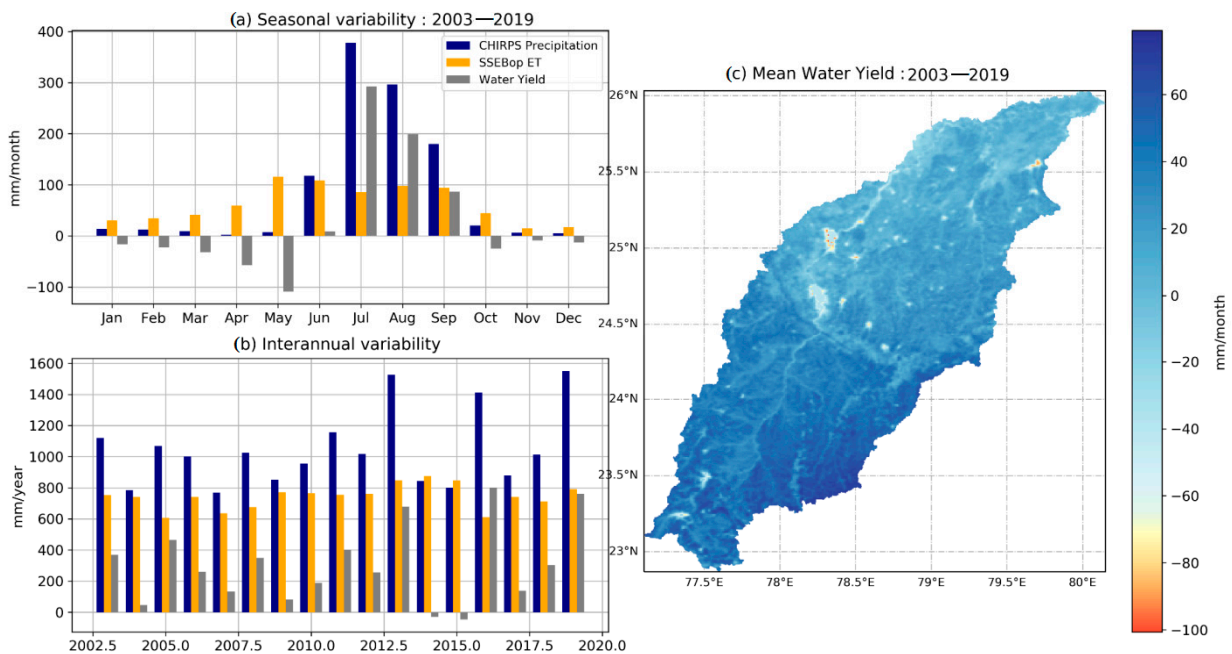 (a) Seasonal variability : 2003—2019
400
300
200
100
0
−100
mm/month
CHIRPS Precipitation
SSEBop ET
Water Yield
Jan Feb Mar Apr May Jun Jul Aug Sep Oct Nov Dec
(b) Interannual variability
1600
1400
1200
1000
800
600
400
200
0
mm/year
2002.5 2005.0 2007.5 2010.0 2012.5 2015.0 2017.5 2020.0
(c) Mean Water Yield : 2003—2019
26°N
25.5°N
25°N
24.5°N
24°N
23.5°N
23°N
77.5°E 78°E 78.5°E 79°E 79.5°E 80°E
60
40
20
0
−20
−40
−60
−80
−100
mm/month